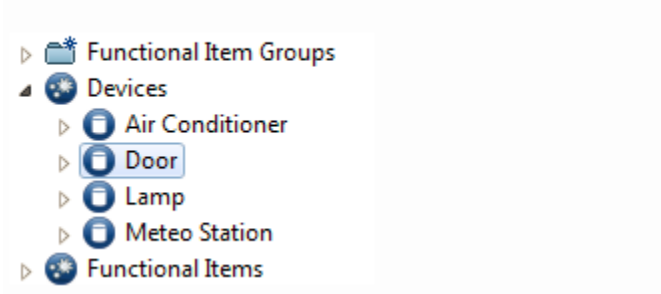 Functional Item Groups
Devices
Air Conditioner
Door
Lamp
Meteo Station
Functional Items